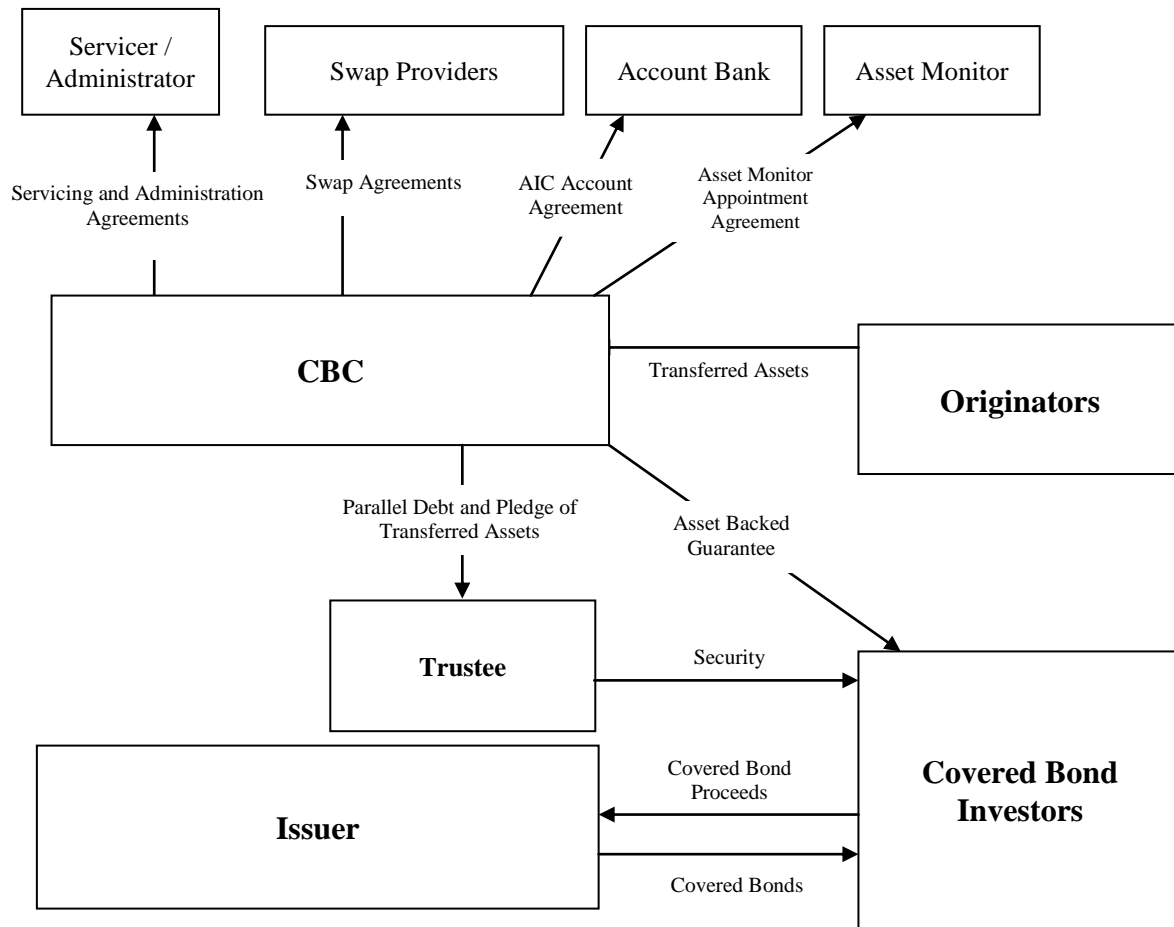 Servicer /
Administrator
Swap Providers
Account Bank
Asset Monitor
Servicing and Administration
Agreements
Swap Agreements
AIC Account
Agreement
Asset Monitor
Appointment
Agreement
CBC
Transferred Assets
Originators
Parallel Debt and Pledge of
Transferred Assets
Asset Backed
Guarantee
Trustee
Security
Covered Bond
Proceeds
Covered Bond
Investors
Issuer
Covered Bonds